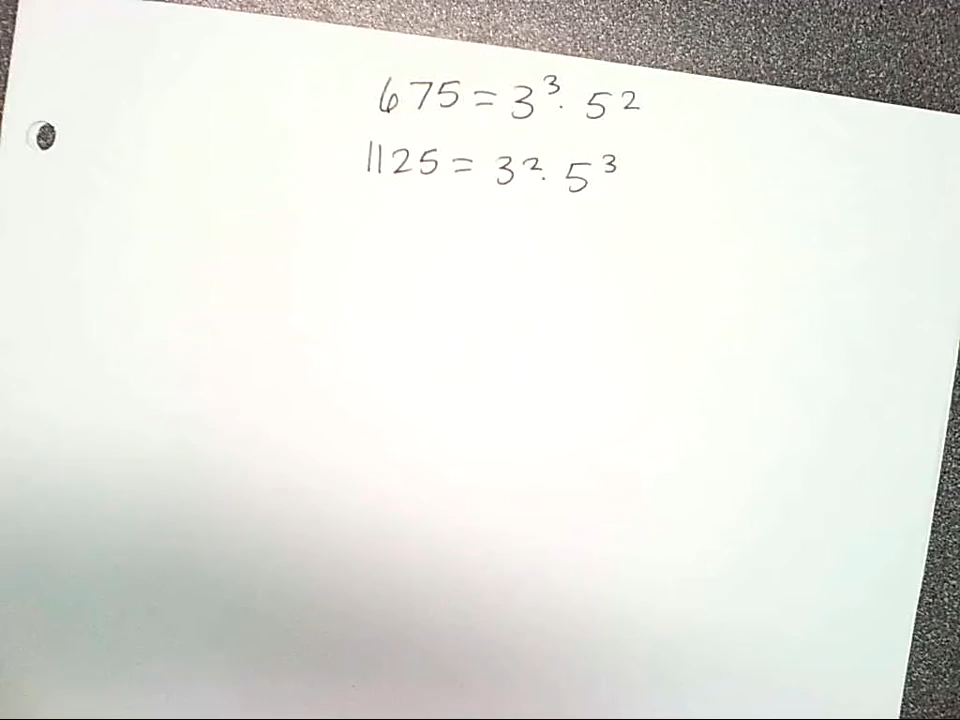 675 = 3³ · 5²
1125 = 3² · 5³